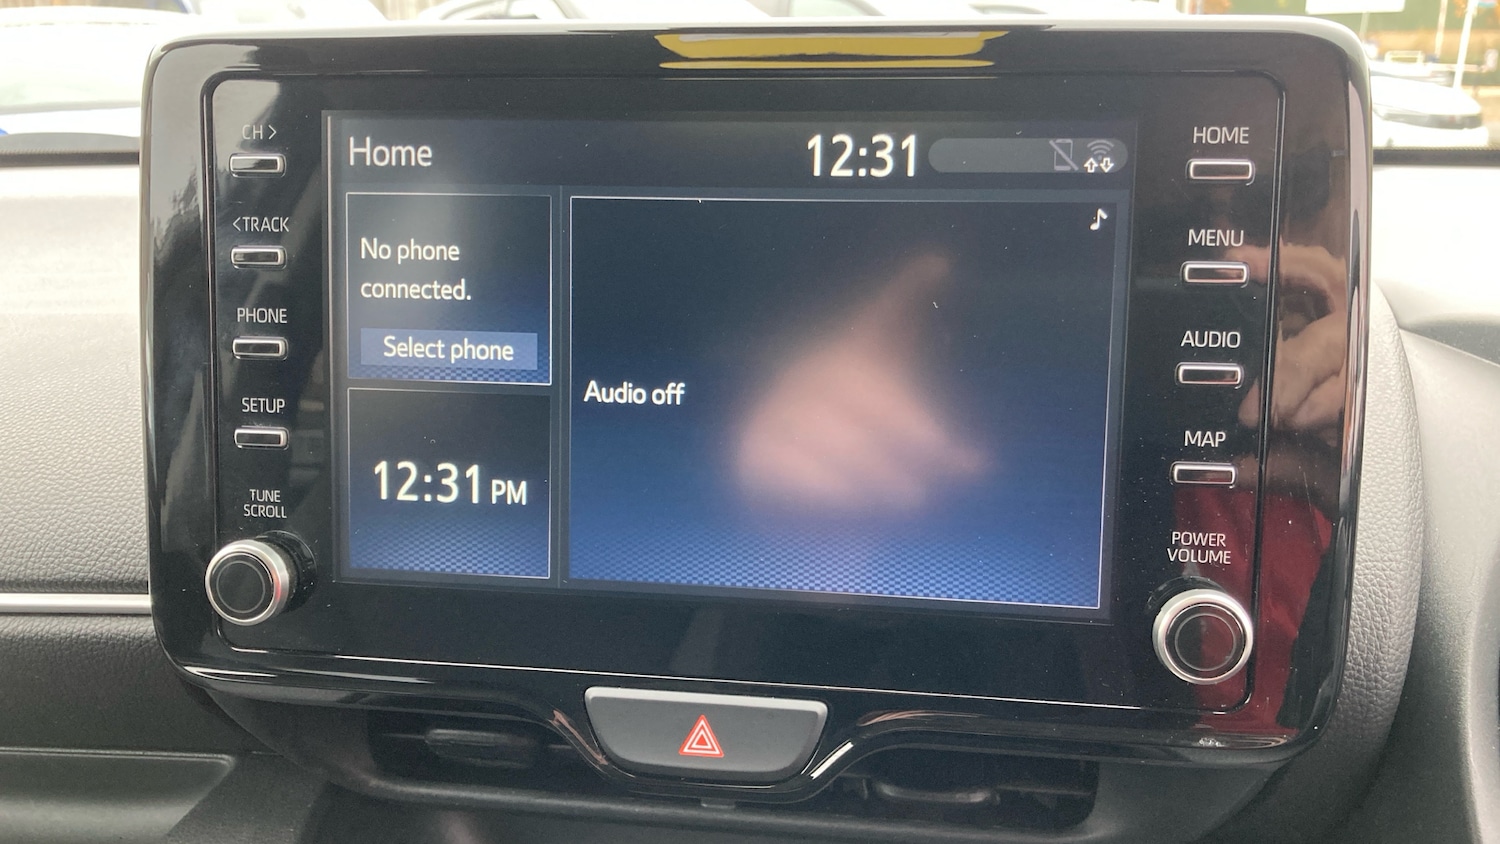 CH >
< TRACK
PHONE
SETUP
TUNE
SCROLL
Home
12:31
No phone
connected.
Select phone
12:31 PM
Audio off
HOME
MENU
AUDIO
MAP
POWER
VOLUME